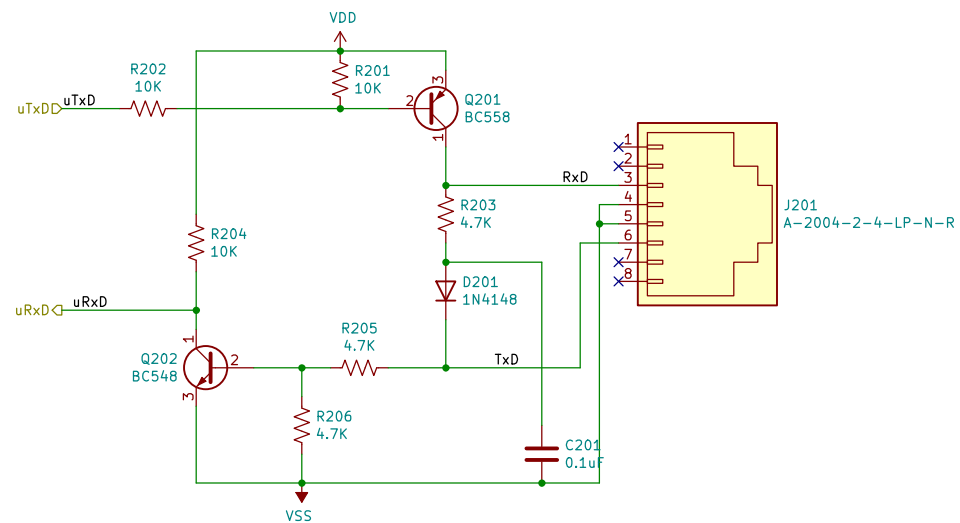 VDD
R202
10K
R201
10K
3
uTxD
uTxD
2
Q201
BC558
1
1
2
RxD
3
4
5
6
7
8
J201
A-2004-2-4-LP-N-R
R203
4.7K
R204
10K
D201
1N4148
uRxD
uRxD
1
R205
4.7K
Q202
BC548
2
TxD
3
R206
4.7K
C201
0.1uF
VSS